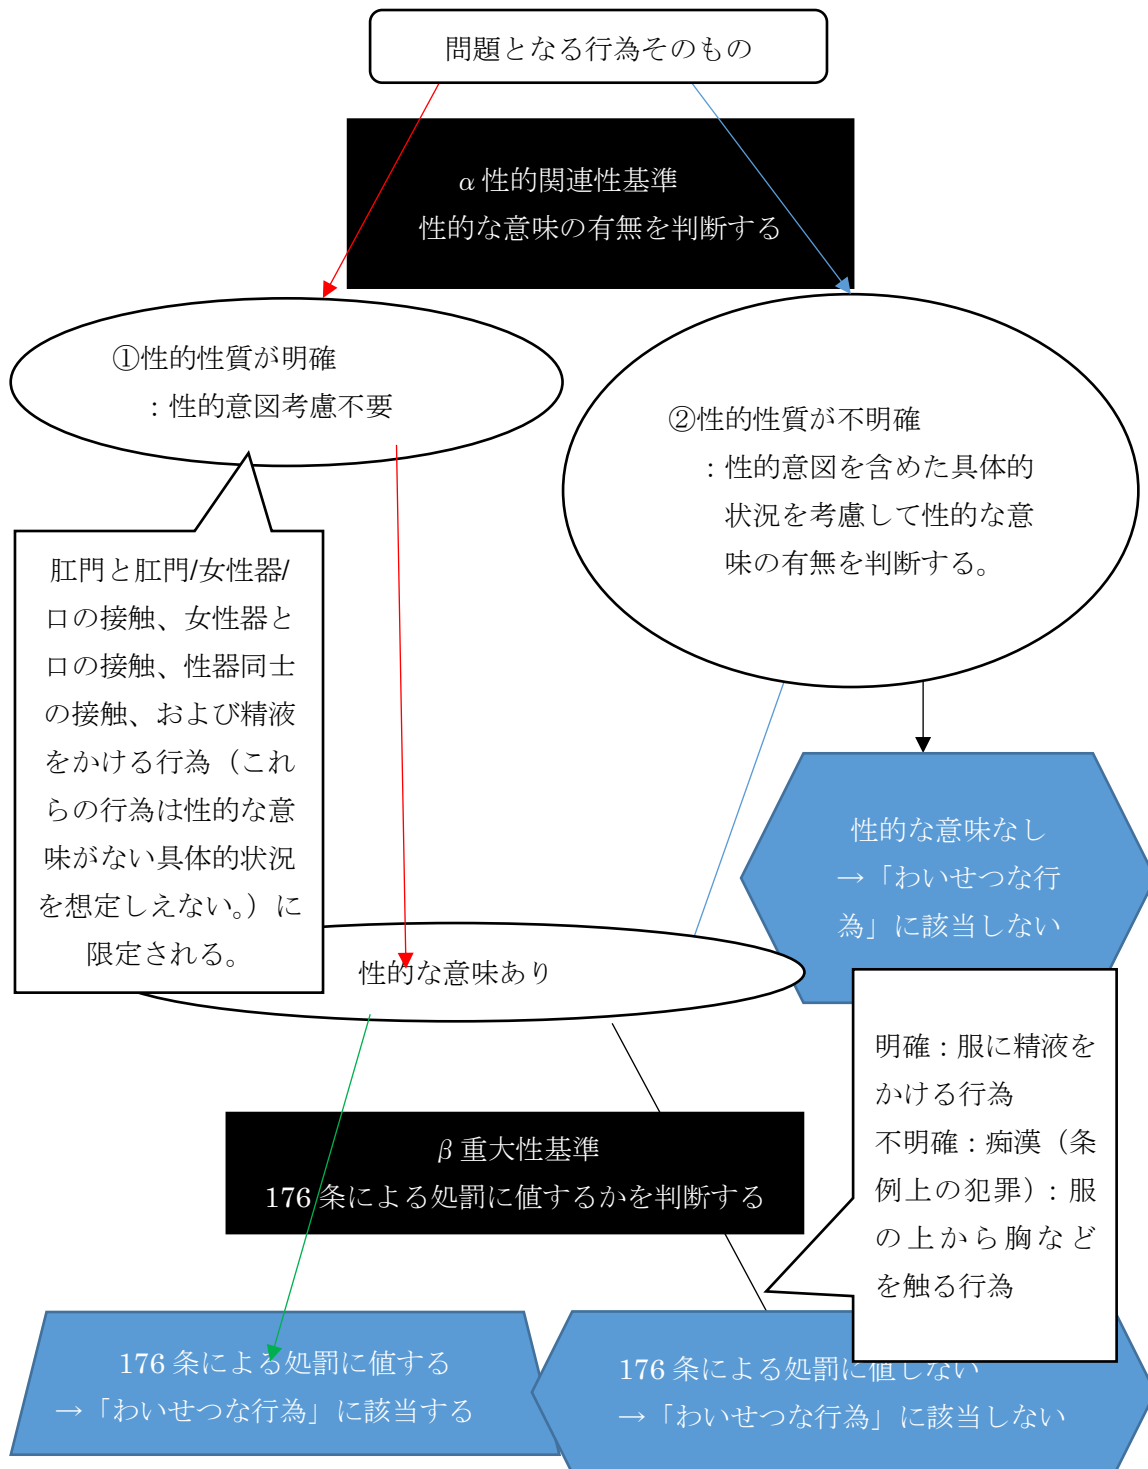 問題となる行為そのもの
α 性的関連性基準
性的な意味の有無を判断する
①性的性質が明確
：性的意図考慮不要
②性的性質が不明確
：性的意図を含めた具体的
状況を考慮して性的な意
味の有無を判断する。
肛門と肛門/女性器/
口の接触、女性器と
口の接触、性器同士
の接触、および精液
をかける行為（これ
らの行為は性的な意
味がない具体的状況
を想定しえない。）に
限定される。
性的な意味なし
→「わいせつな行
為」に該当しない
性的な意味あり
明確：服に精液を
かける行為
不明確：痴漢（条
例上の犯罪）：服
の上から胸など
を触る行為
β 重大性基準
176 条による処罰に値するかを判断する
176 条による処罰に値する
→「わいせつな行為」に該当する
176 条による処罰に値しない
→「わいせつな行為」に該当しない